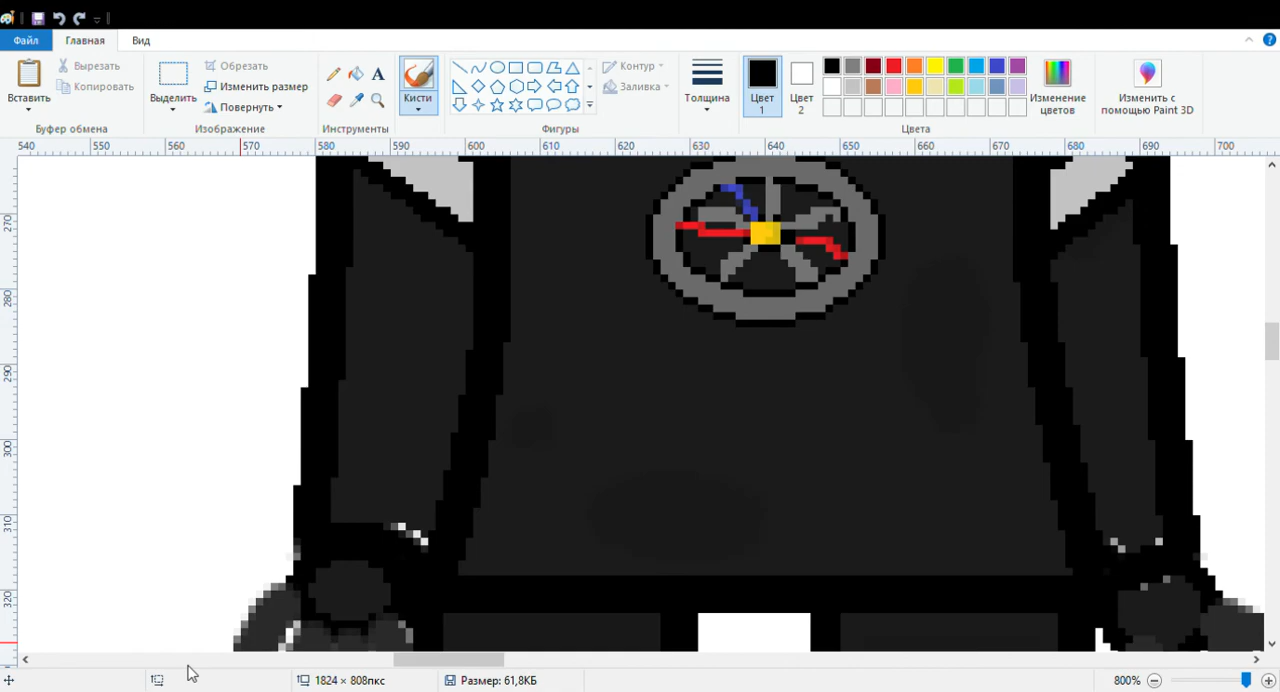 Файл Главная Вид
Вставить
Вырезать
Копировать
Буфер обмена
Выделить
Обрезать
Изменить размер
Повернуть
Изображение
Инструменты
Кисти
Фигуры
Контур
Заливка
Толщина
Цвет 1
Цвет 2
Цвета
Изменение цветов
Изменить с помощью Paint 3D
540 550 560 570 580 590 600 610 620 630 640 650 660 670 680 690 700
270
280
290
300
310
320
1824 × 808пкс Размер: 61,8КБ 800%